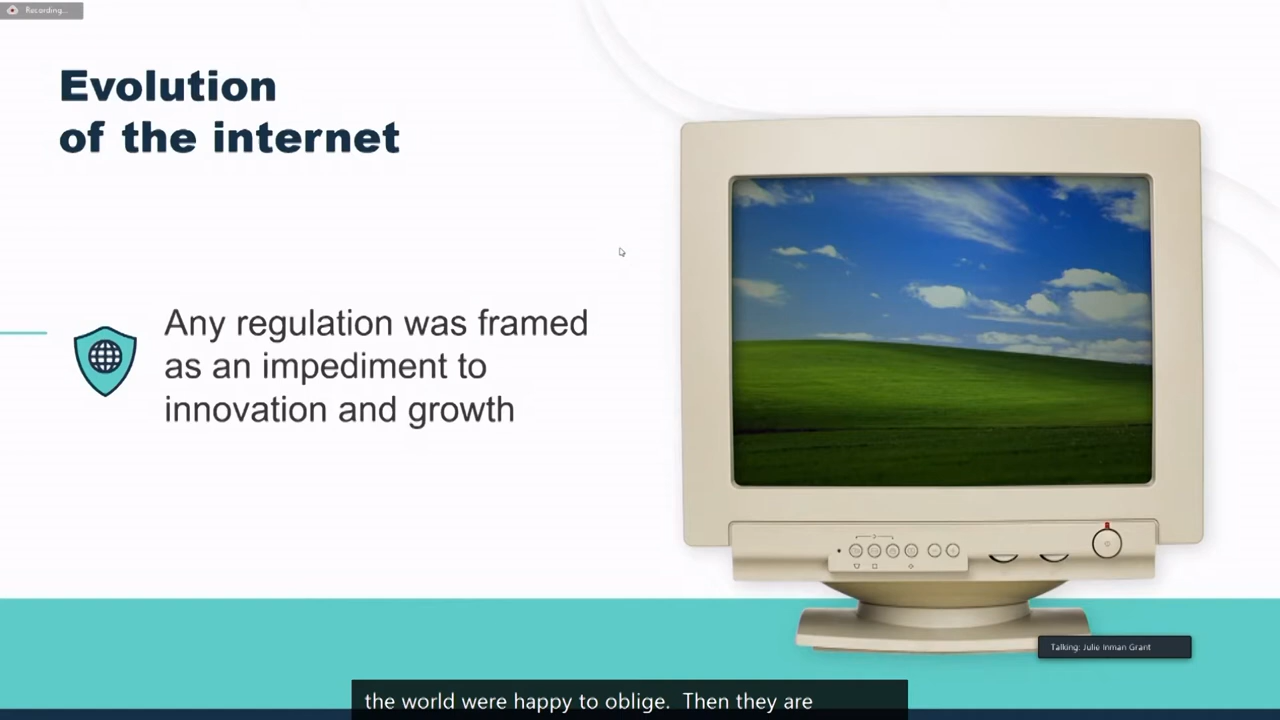 Recording...
Evolution
of the internet
Any regulation was framed
as an impediment to
innovation and growth
Talking: Julie Inman Grant
the world were happy to oblige.  Then they are